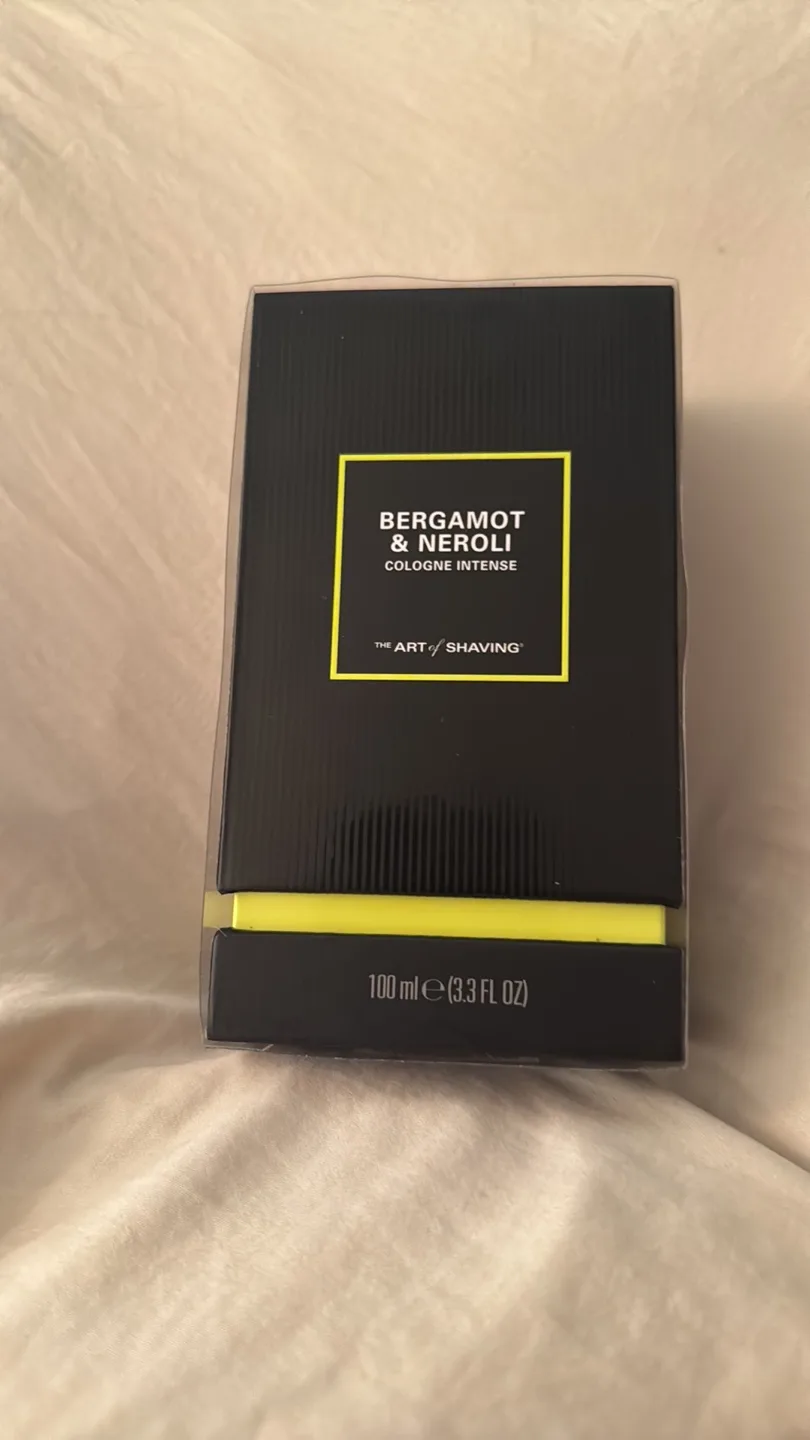 BERGAMOT
& NEROLI
COLOGNE INTENSE
THE ART of SHAVING®
100 ml ℮ (3.3 FL OZ)